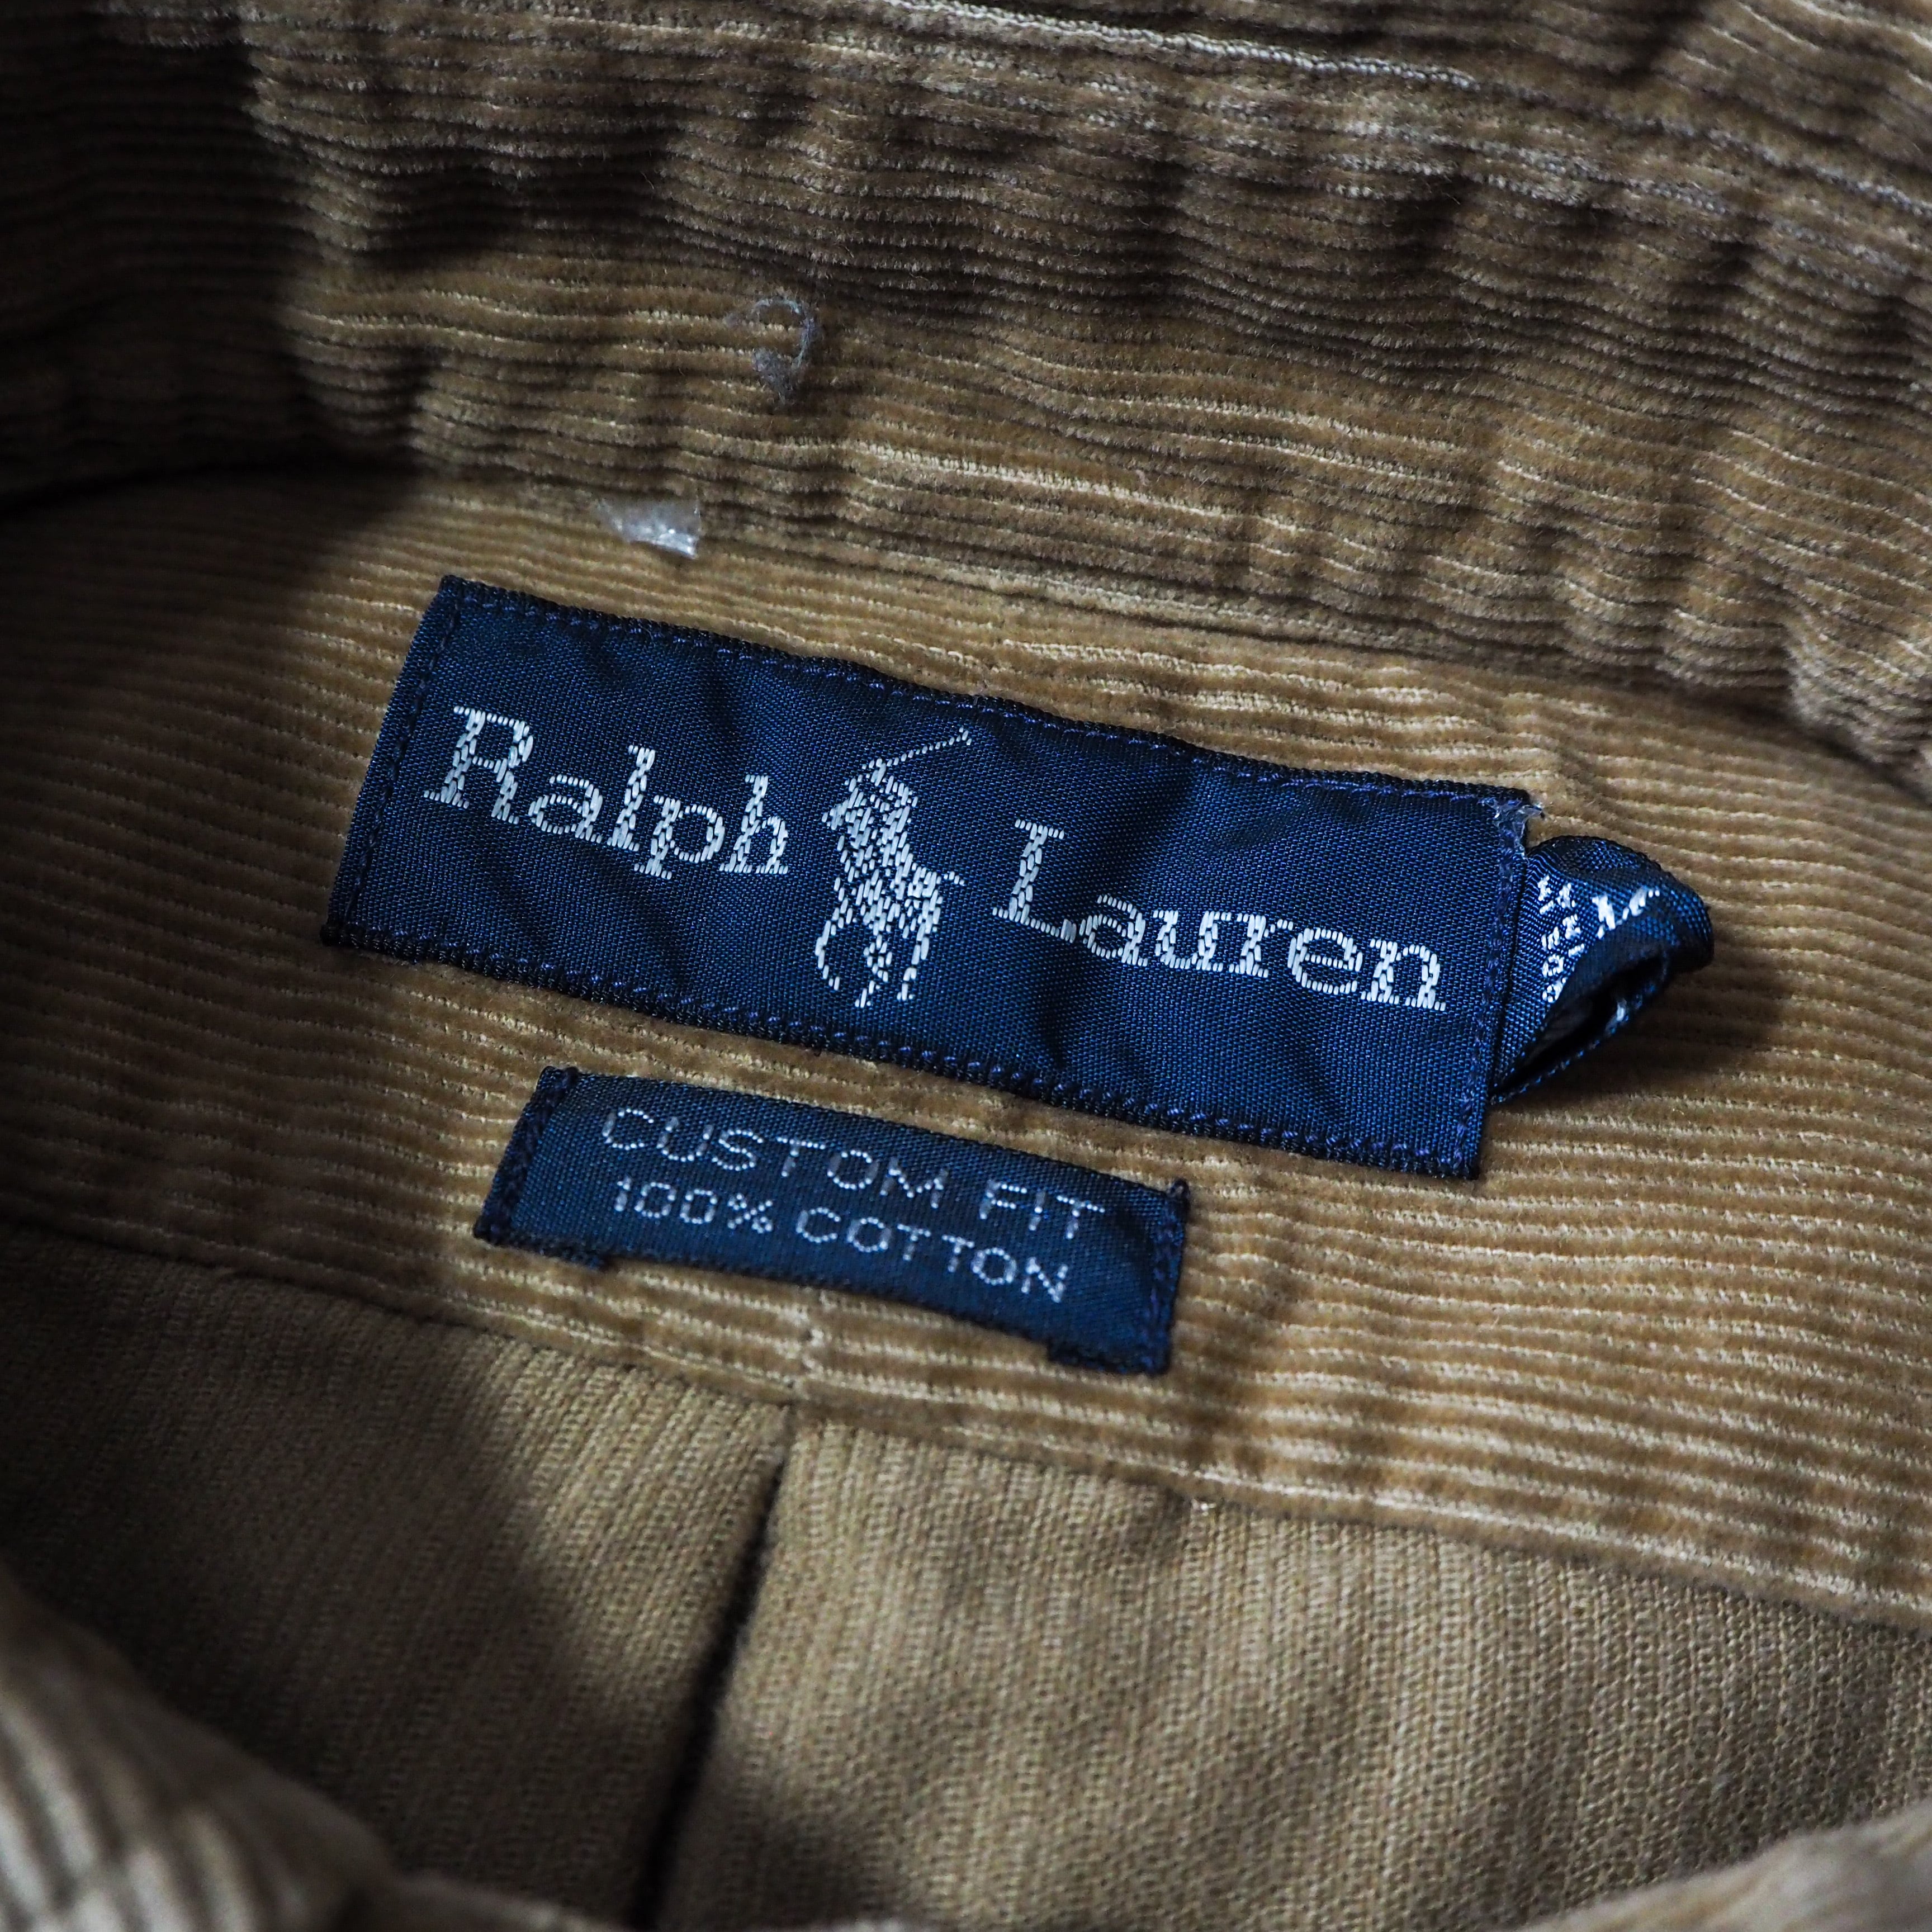 Ralph Lauren
CUSTOM FIT
100% COTTON